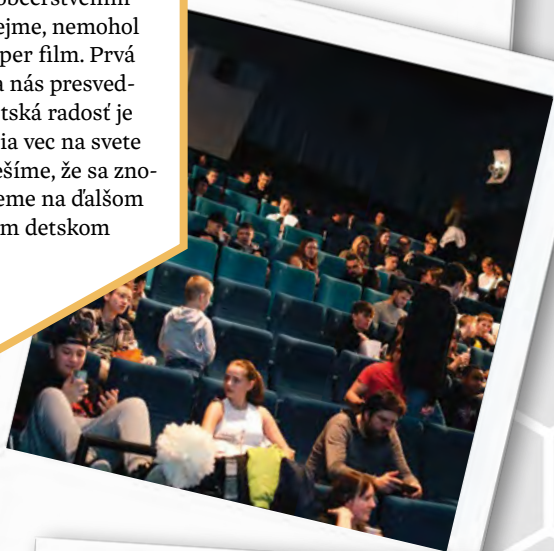 ejme, nemohol
per film. Prvá
nás presved-
tská radosť je
ia vec na svete
ešíme, že sa zno-
eme na ďalšom
m detskom